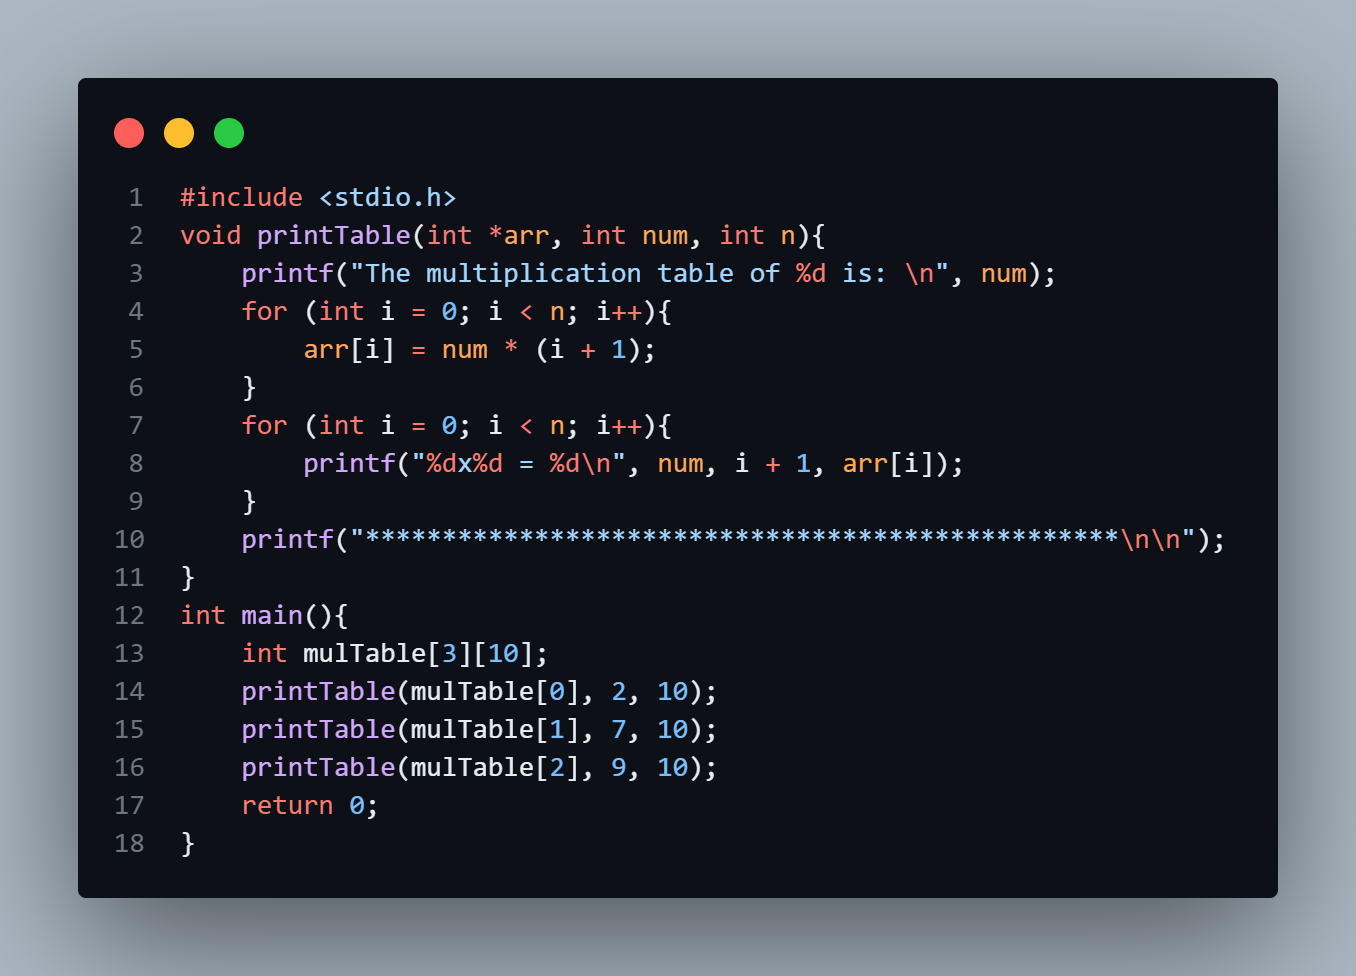 1 #include <stdio.h>
2 void printTable(int *arr, int num, int n){
3     printf("The multiplication table of %d is: \n", num);
4     for (int i = 0; i < n; i++){
5         arr[i] = num * (i + 1);
6     }
7     for (int i = 0; i < n; i++){
8         printf("%dx%d = %d\n", num, i + 1, arr[i]);
9     }
10     printf("*************************************************\n\n");
11 }
12 int main(){
13     int mulTable[3][10];
14     printTable(mulTable[0], 2, 10);
15     printTable(mulTable[1], 7, 10);
16     printTable(mulTable[2], 9, 10);
17     return 0;
18 }